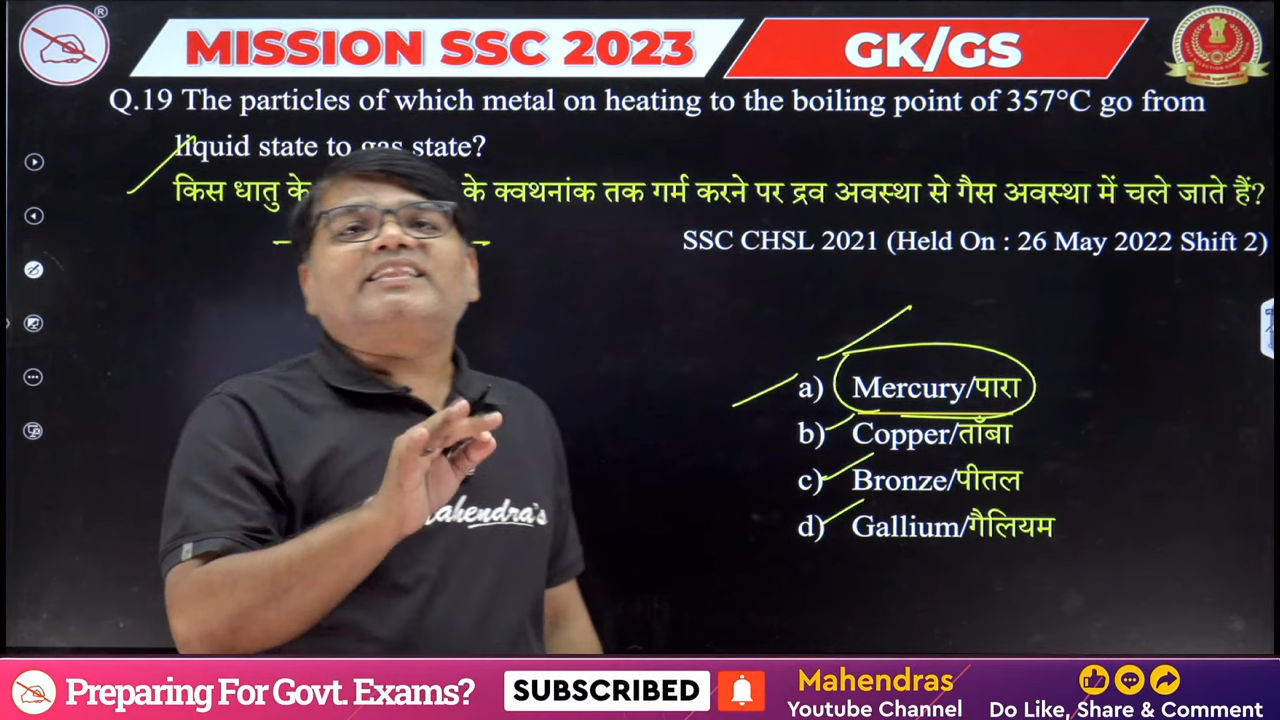 MISSION SSC 2023
GK/GS
®
Q.19 The particles of which metal on heating to the boiling point of 357°C go from
liquid state to gas state?
किस धातु के के क्वथनांक तक गर्म करने पर द्रव अवस्था से गैस अवस्था में चले जाते हैं?
SSC CHSL 2021 (Held On : 26 May 2022 Shift 2)
a) Mercury/पारा
b) Copper/ताँबा
c) Bronze/पीतल
d) Gallium/गैलियम
Mahendra's
Preparing For Govt. Exams?
SUBSCRIBED
Mahendras
Youtube Channel
Do Like, Share & Comment